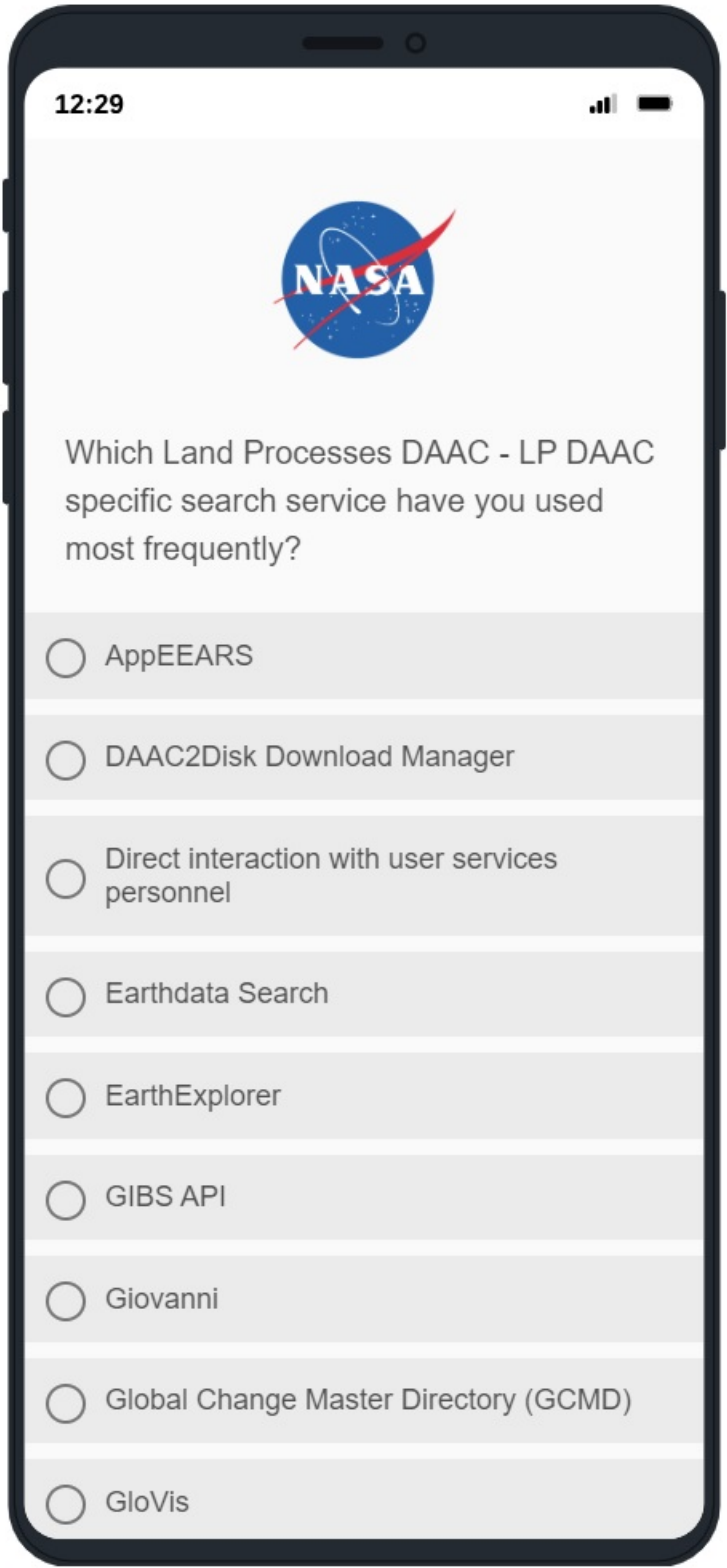 12:29
NASA
Which Land Processes DAAC - LP DAAC
specific search service have you used
most frequently?
AppEEARS
DAAC2Disk Download Manager
Direct interaction with user services
personnel
Earthdata Search
EarthExplorer
GIBS API
Giovanni
Global Change Master Directory (GCMD)
GloVis